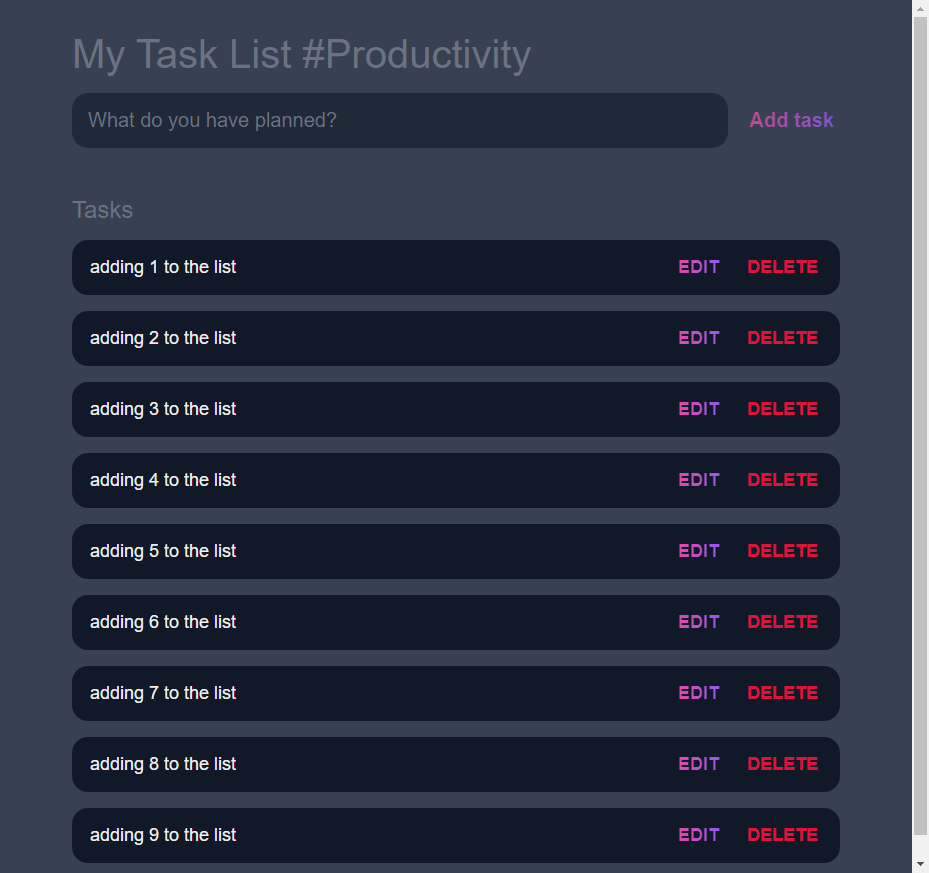 My Task List #Productivity
What do you have planned? Add task
Tasks
adding 1 to the list EDIT DELETE
adding 2 to the list EDIT DELETE
adding 3 to the list EDIT DELETE
adding 4 to the list EDIT DELETE
adding 5 to the list EDIT DELETE
adding 6 to the list EDIT DELETE
adding 7 to the list EDIT DELETE
adding 8 to the list EDIT DELETE
adding 9 to the list EDIT DELETE